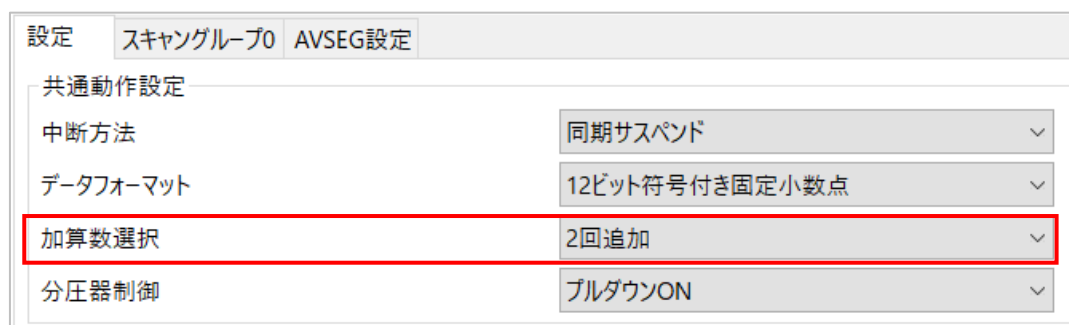 設定 スキャングループ0 AVSEG設定
共通動作設定
中断方法 同期サスペンド
データフォーマット 12ビット符号付き固定小数点
加算数選択 2回追加
分圧器制御 プルダウンON